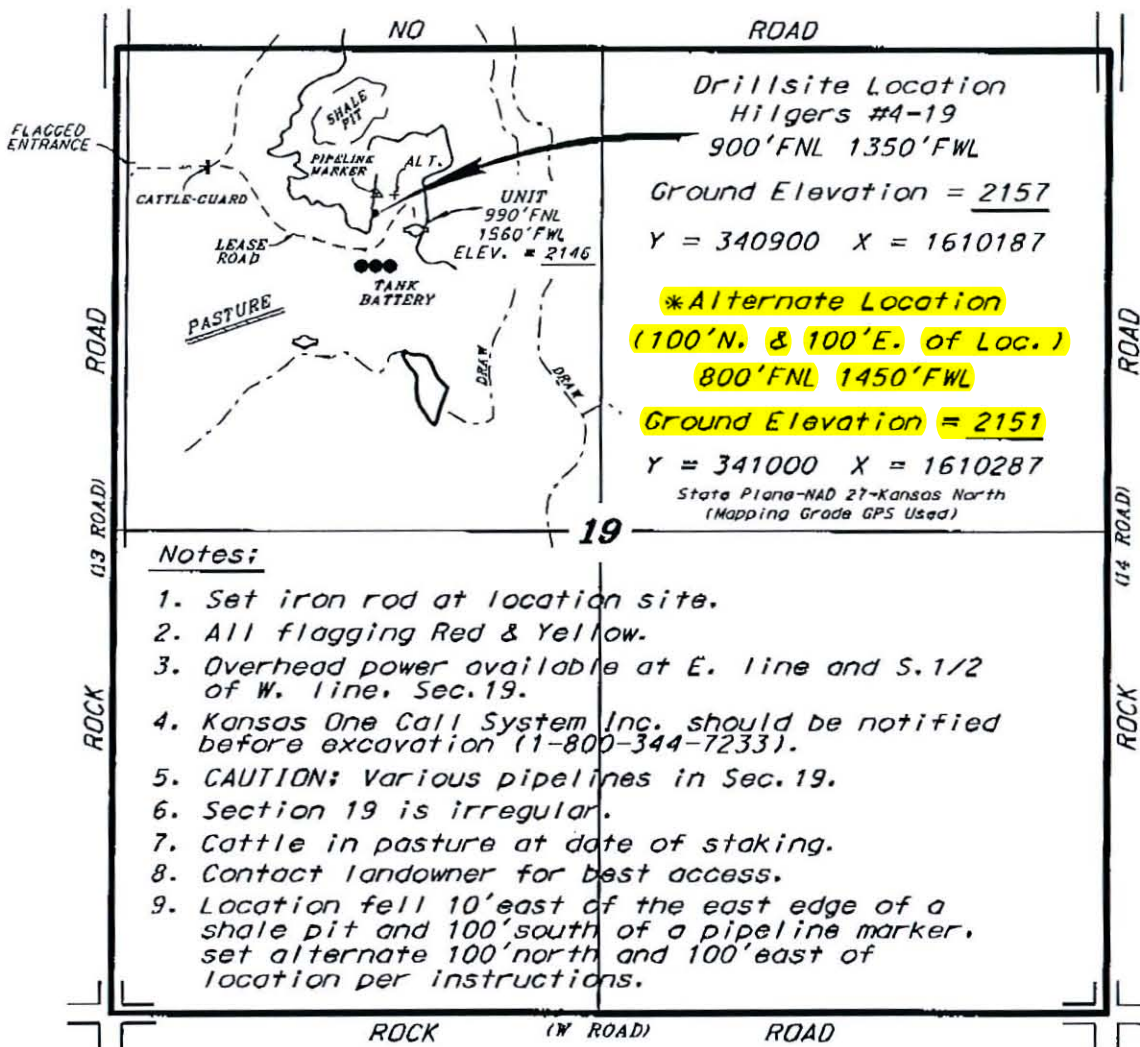 NO ROAD
FLAGGED
ENTRANCE
CATTLE-GUARD
SHALE
PIT
PIPELINE
MARKER
ALT.
UNIT
990'FNL
1560'FWL
ELEV. = 2146
LEASE
ROAD
TANK
BATTERY
PASTURE
DRAW
DRAW
Drillsite Location
Hilgers #4-19
900'FNL 1350'FWL
Ground Elevation = 2157
Y = 340900 X = 1610187
*Alternate Location
(100'N. & 100'E. of Loc.)
800'FNL 1450'FWL
Ground Elevation = 2151
Y = 341000 X = 1610287
State Plane-NAD 27-Kansas North
(Mapping Grade GPS Used)
19
ROCK (13 ROAD) ROAD
ROCK (14 ROAD) ROAD
Notes:
1. Set iron rod at location site.
2. All flagging Red & Yellow.
3. Overhead power available at E. line and S.1/2
of W. line, Sec.19.
4. Kansas One Call System Inc. should be notified
before excavation (1-800-344-7233).
5. CAUTION: Various pipelines in Sec.19.
6. Section 19 is irregular.
7. Cattle in pasture at date of staking.
8. Contact landowner for best access.
9. Location fell 10'east of the east edge of a
shale pit and 100'south of a pipeline marker.
set alternate 100'north and 100'east of
location per instructions.
ROCK (W ROAD) ROAD